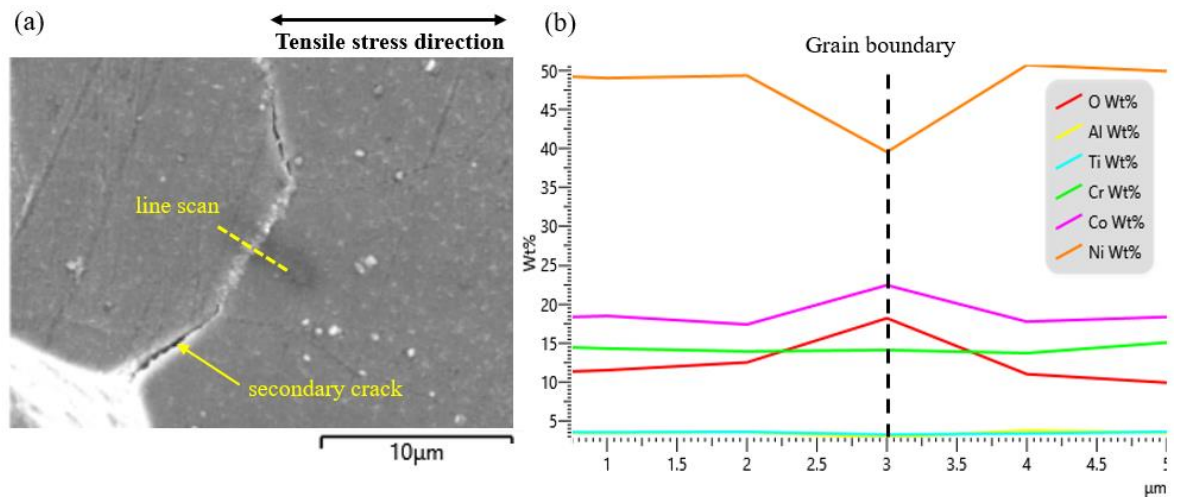 (a)
Tensile stress direction
line scan
secondary crack
10μm
(b)
Grain boundary
50
45
40
35
30
25
20
15
10
5
Wt%
O Wt%
Al Wt%
Ti Wt%
Cr Wt%
Co Wt%
Ni Wt%
1 1.5 2 2.5 3 3.5 4 4.5 5
μm